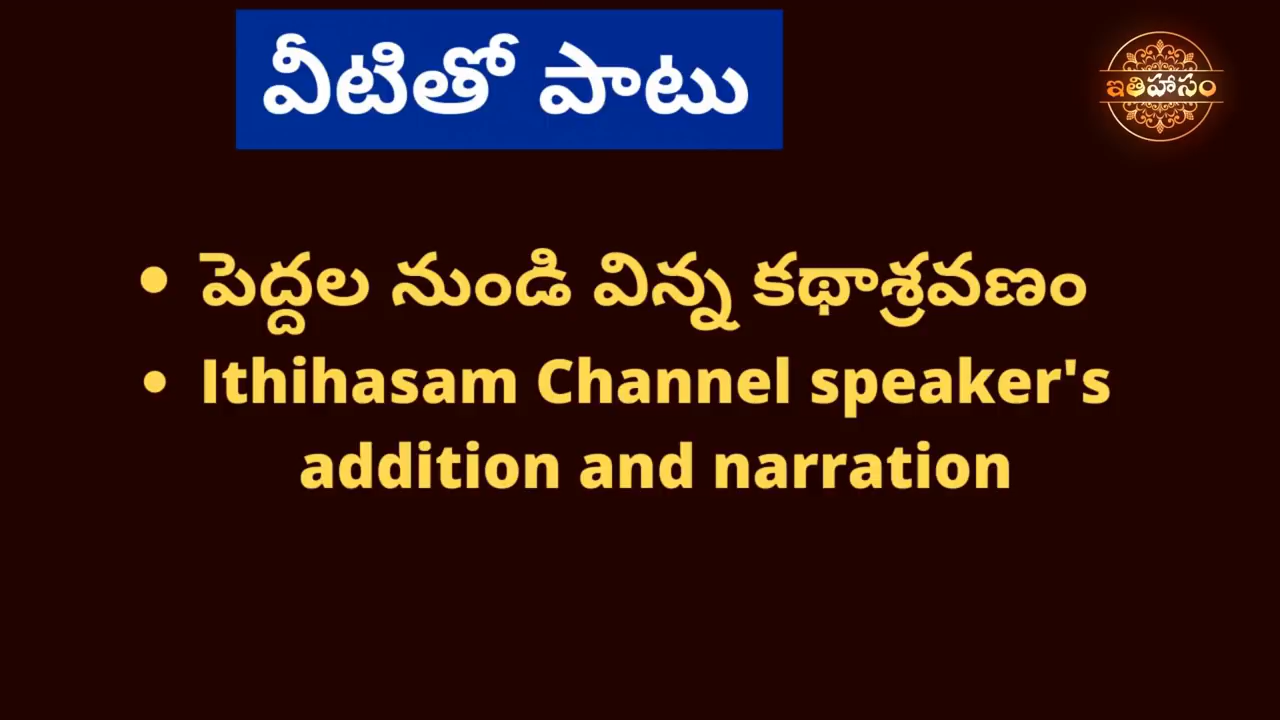 వీటితో పాటు
ఇతిహాసం
• పెద్దల నుండి విన్న కథాశ్రవణం
• Ithihasam Channel speaker's
addition and narration